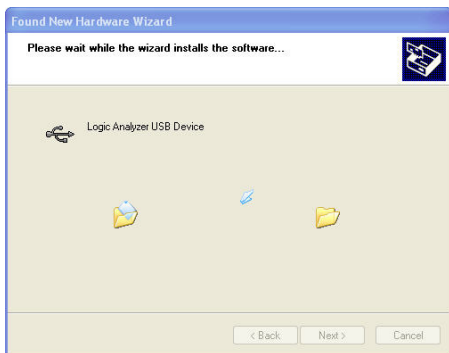 Found New Hardware Wizard
Please wait while the wizard installs the software...
Logic Analyzer USB Device
< Back
Next >
Cancel